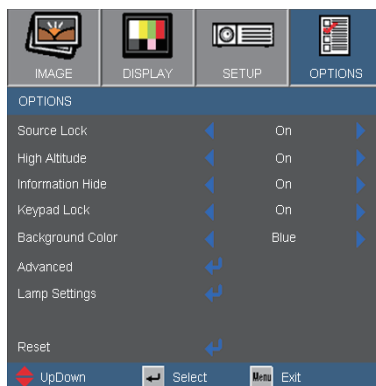 IMAGE DISPLAY SETUP OPTIONS
OPTIONS
Source Lock On
High Altitude On
Information Hide On
Keypad Lock On
Background Color Blue
Advanced
Lamp Settings
Reset
UpDown Select Menu Exit